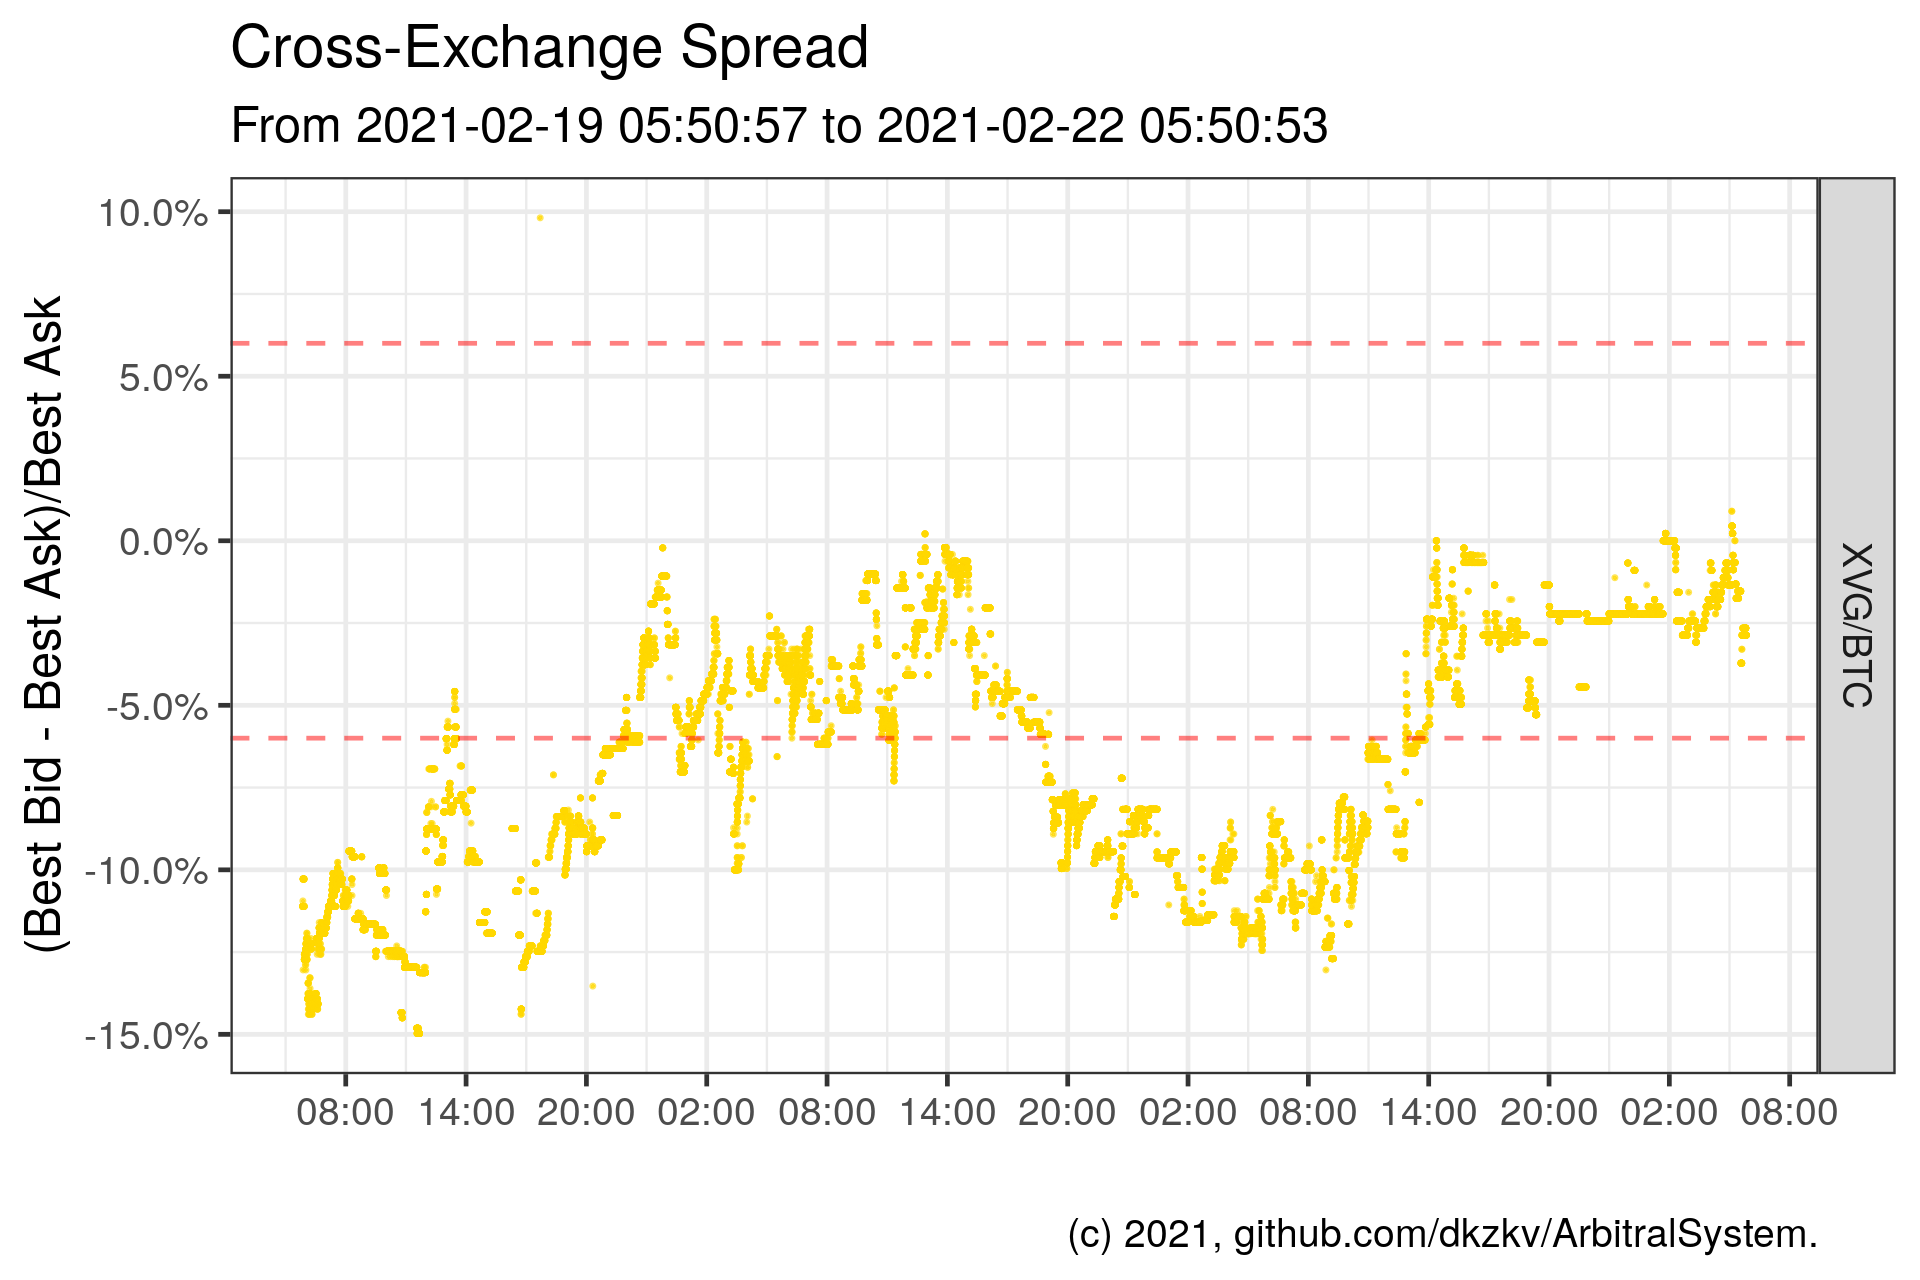 Cross-Exchange Spread
From 2021-02-19 05:50:57 to 2021-02-22 05:50:53
(Best Bid - Best Ask)/Best Ask
10.0%
5.0%
0.0%
-5.0%
-10.0%
-15.0%
XVG/BTC
08:00 14:00 20:00 02:00 08:00 14:00 20:00 02:00 08:00 14:00 20:00 02:00 08:00
(c) 2021, github.com/dkzkv/ArbitralSystem.